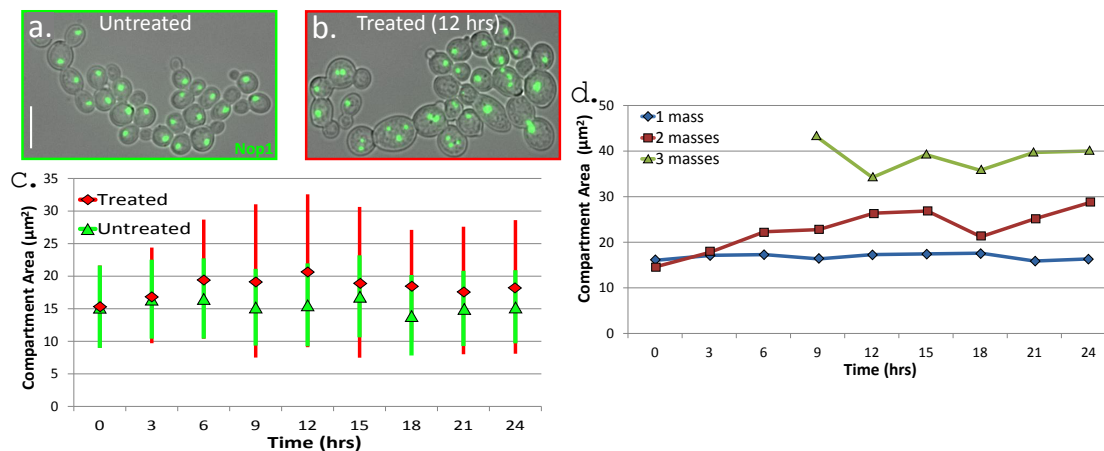 a. Untreated
Nop1
b. Treated (12 hrs)
c.
Compartment Area (µm²)
35
30
25
20
15
10
5
0
Treated
Untreated
0 3 6 9 12 15 18 21 24
Time (hrs)
d.
Compartment Area (µm²)
50
40
30
20
10
0
1 mass
2 masses
3 masses
0 3 6 9 12 15 18 21 24
Time (hrs)